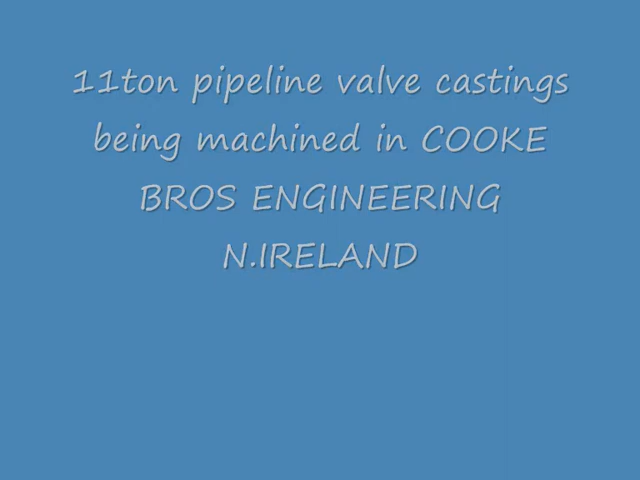 11ton pipeline valve castings
being machined in COOKE
BROS ENGINEERING
N.IRELAND